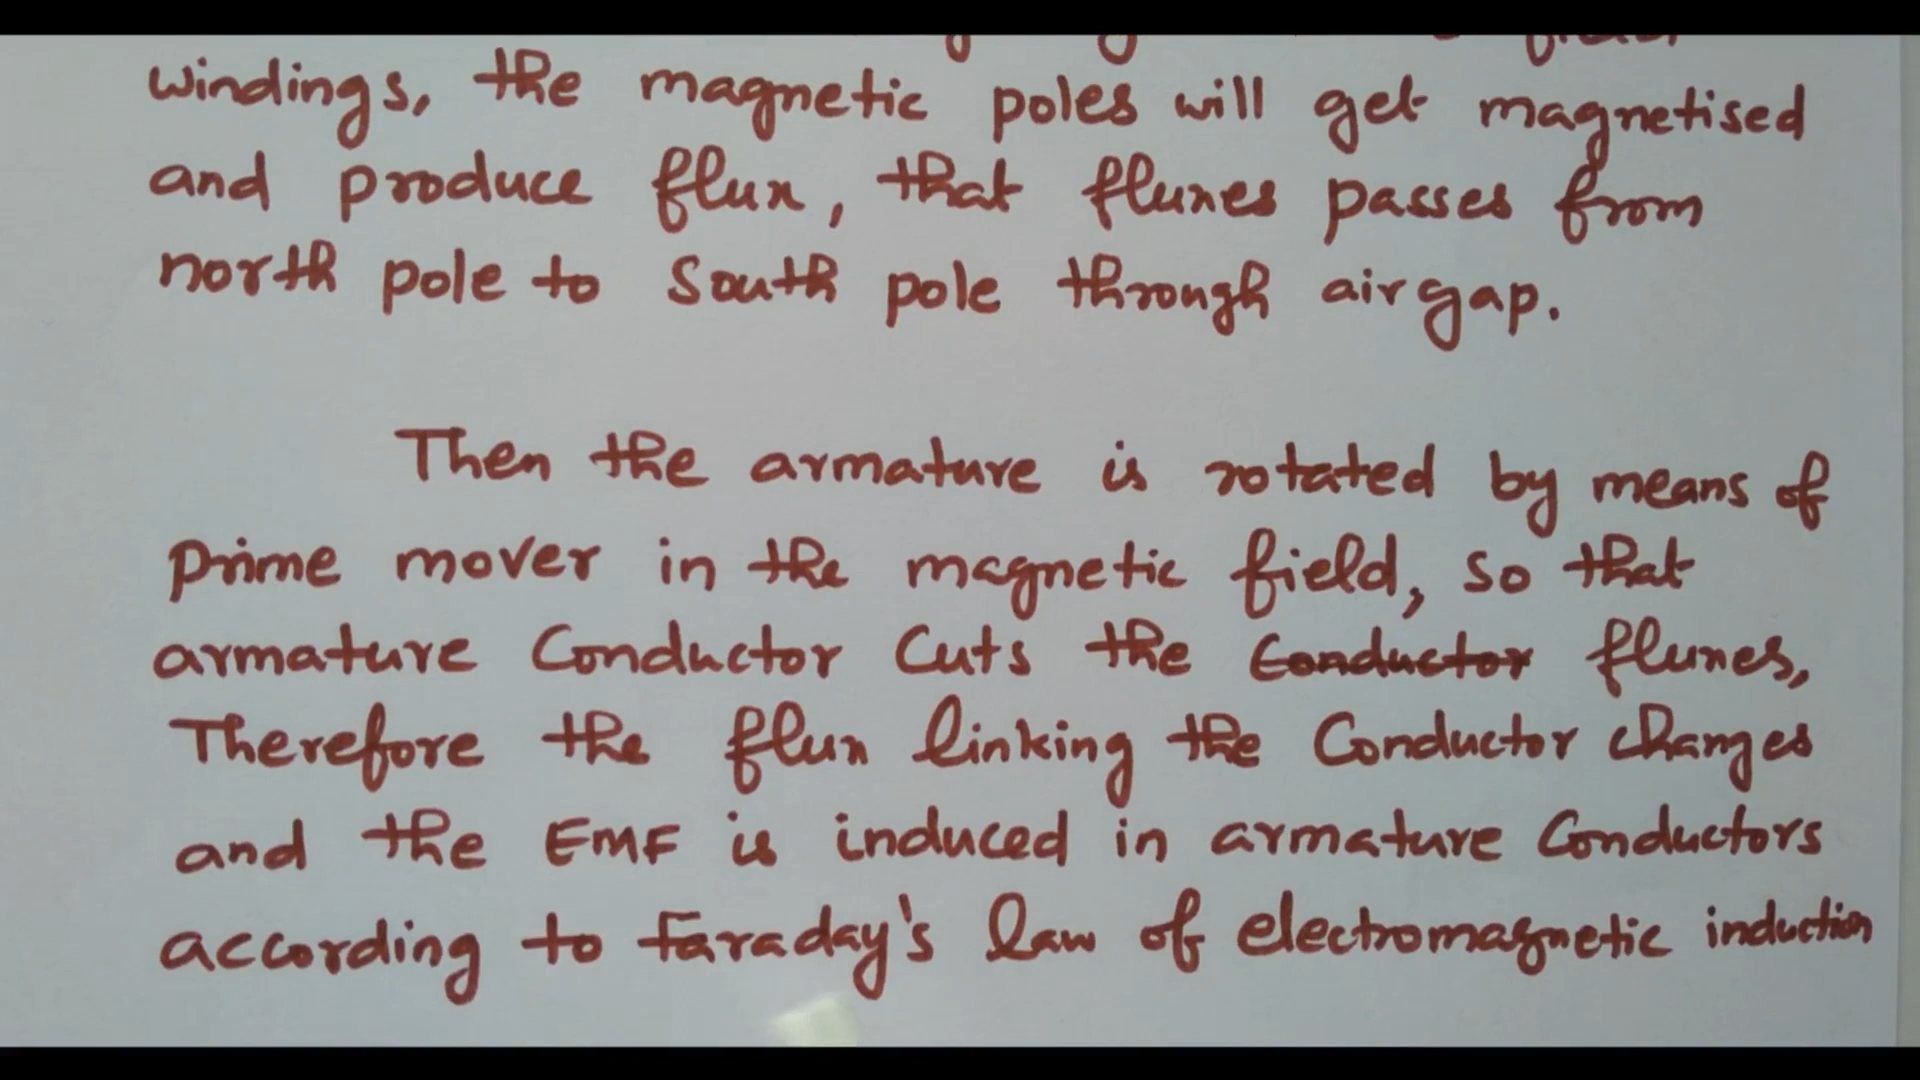 windings, the magnetic poles will get magnetised
and produce flux, that fluxes passes from
north pole to South pole through airgap.
Then the armature is rotated by means of
prime mover in the magnetic field, so that
armature Conductor Cuts the Conductor fluxes,
Therefore the flux linking the Conductor changes
and the EMF is induced in armature Conductors
according to Faraday's law of electromagnetic induction